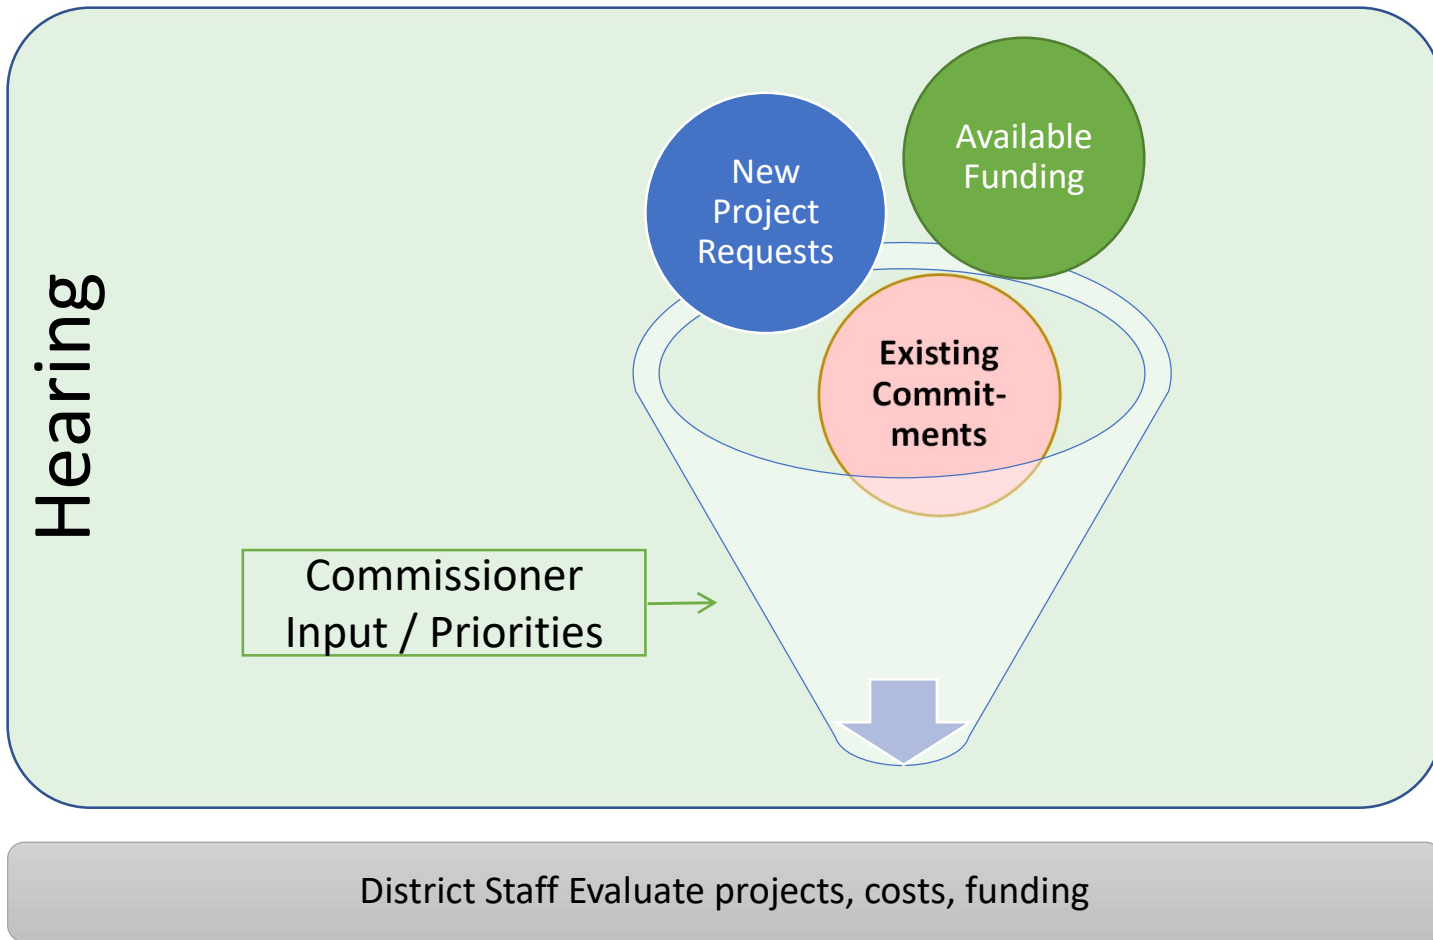 Hearing
New
Project
Requests
Available
Funding
Existing
Commit-
ments
Commissioner
Input / Priorities
District Staff Evaluate projects, costs, funding